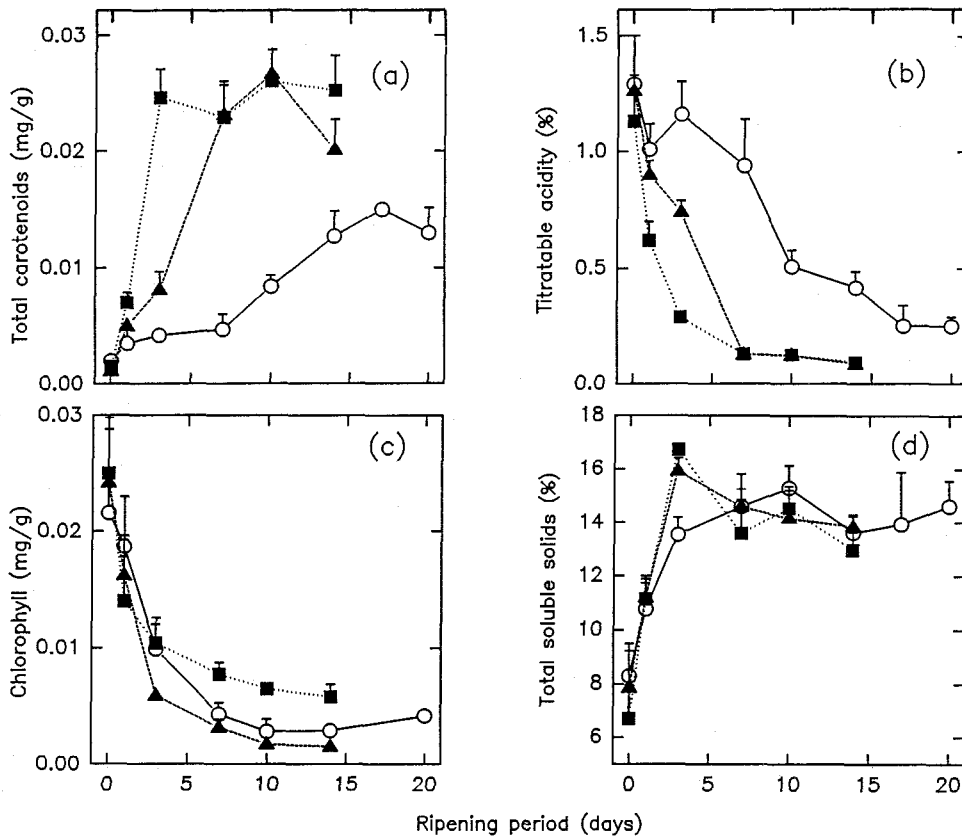 0.03
0.02
0.01
0.00
Total carotenoids (mg/g)
(a)
1.5
1.0
0.5
0.0
Titratable acidity (%)
(b)
0.03
0.02
0.01
0.00
Chlorophyll (mg/g)
(c)
0 5 10 15 20
18
16
14
12
10
8
6
Total soluble solids (%)
(d)
0 5 10 15 20
Ripening period (days)